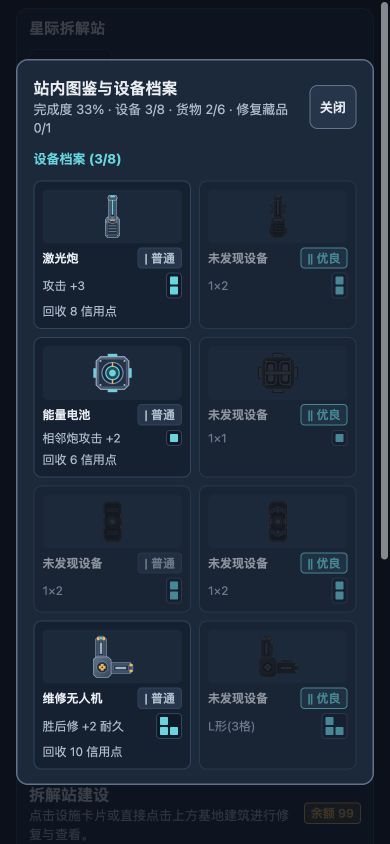 星际拆解站
站内图鉴与设备档案
完成度 33% · 设备 3/8 · 货物 2/6 · 修复藏品
0/1
关闭
设备档案 (3/8)
激光炮
| 普通
攻击 +3
回收 8 信用点
未发现设备
|| 优良
1×2
能量电池
| 普通
相邻炮攻击 +2
回收 6 信用点
未发现设备
|| 优良
1×1
未发现设备
| 普通
1×2
未发现设备
|| 优良
1×2
维修无人机
| 普通
胜后修 +2 耐久
回收 10 信用点
未发现设备
|| 优良
L形(3格)
拆解站建设
点击设施卡片或直接点击上方基地建筑进行修
复与查看。
余额 99